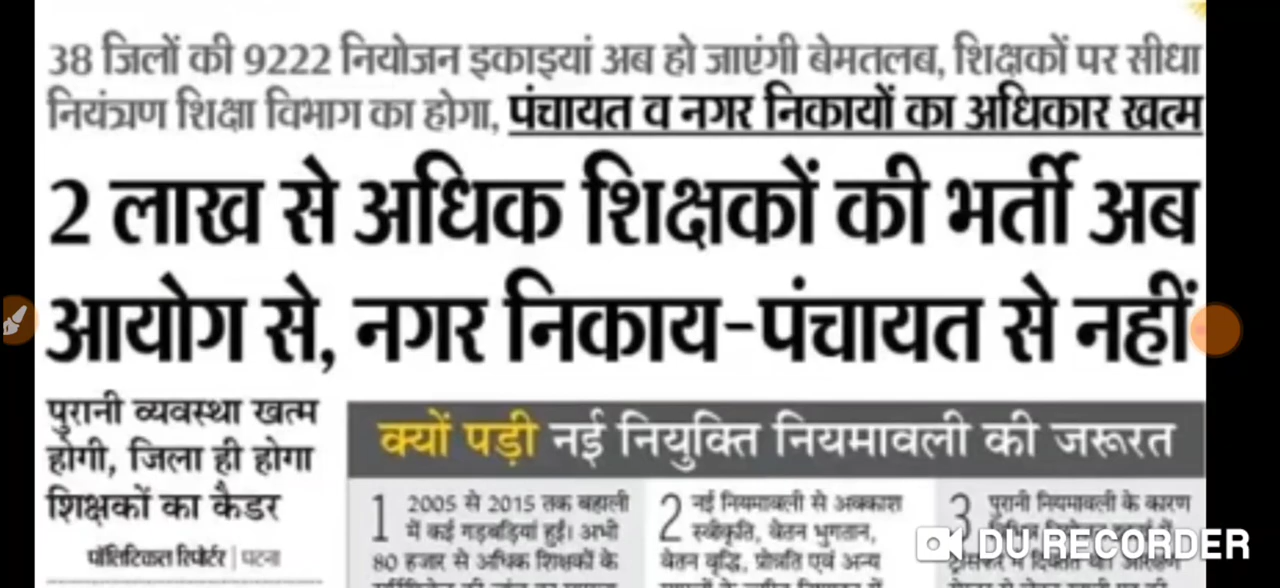 38 जिलों की 9222 नियोजन इकाइयां अब हो जाएंगी बेमतलब, शिक्षकों पर सीधा
नियंत्रण शिक्षा विभाग का होगा, पंचायत व नगर निकायों का अधिकार खत्म
2 लाख से अधिक शिक्षकों की भर्ती अब
आयोग से, नगर निकाय-पंचायत से नहीं
पुरानी व्यवस्था खत्म
होगी, जिला ही होगा
शिक्षकों का कैडर
पॉलिटिकल रिपोर्टर | पटना
क्यों पड़ी नई नियुक्ति नियमावली की जरूरत
1 2005 से 2015 तक बहाली
में कई गड़बड़ियां हुईं। अभी
80 हजार से अधिक शिक्षकों के
2 नई नियमावली से अवकाश
स्वीकृति, वेतन भुगतान,
वेतन वृद्धि, प्रोन्नति एवं अन्य
3 पुरानी नियमावली के कारण
DU RECORDER